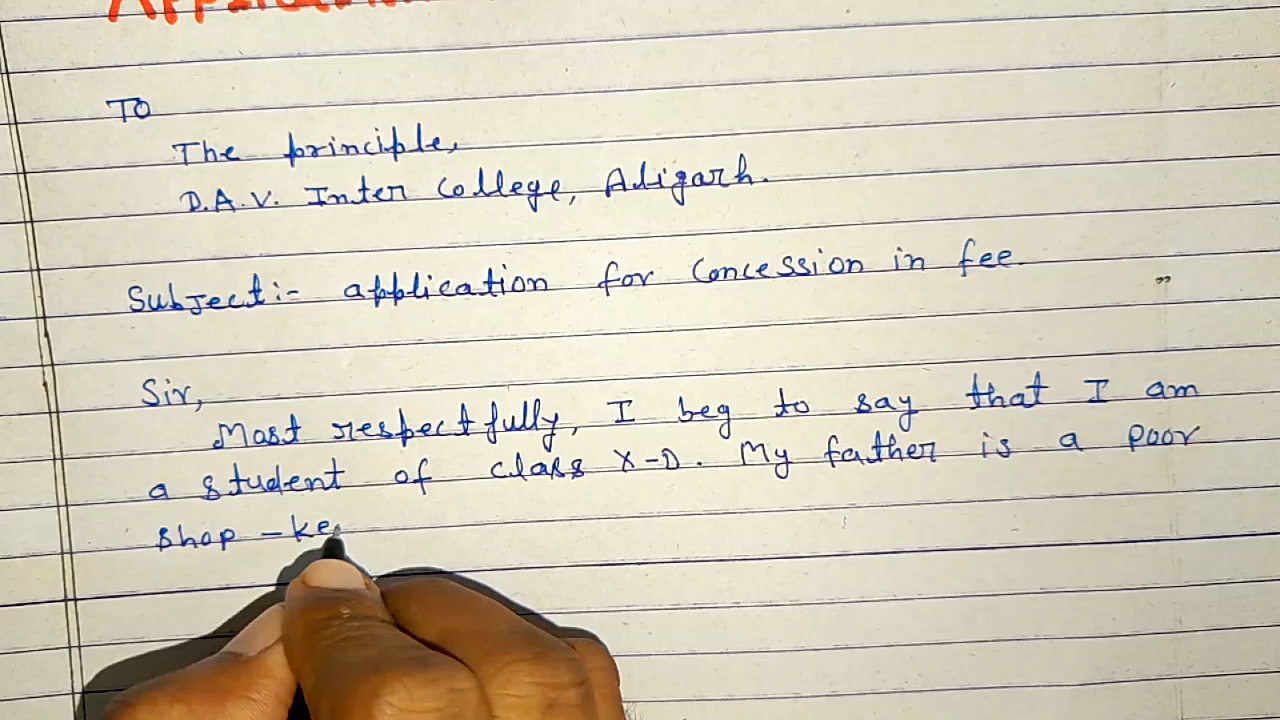 To
The principle,
D.A.V. Inter College, Aligarh.
Subject:- application for Concession in fee
"
Sir,
Most respectfully, I beg to say that I am
a student of class X-D. My father is a poor
shop-ke